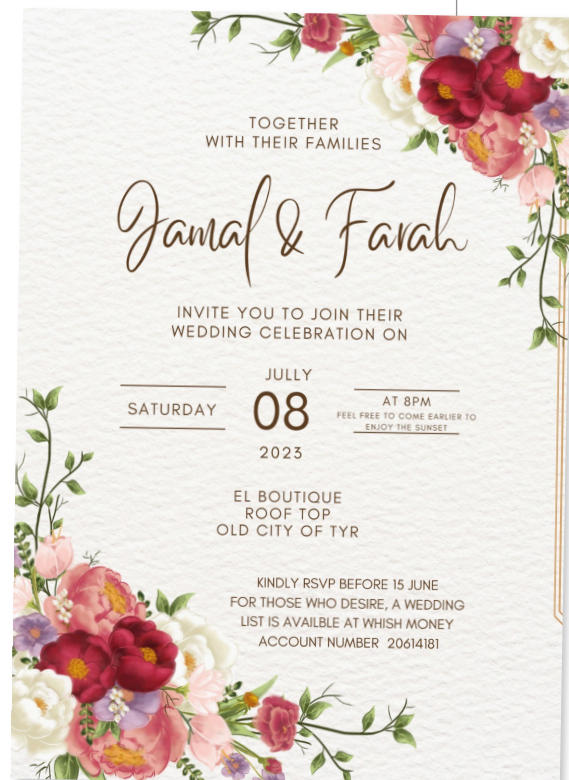 TOGETHER
WITH THEIR FAMILIES
Jamal & Farah
INVITE YOU TO JOIN THEIR
WEDDING CELEBRATION ON
JULLY
SATURDAY
08
AT 8PM
FEEL FREE TO COME EARLIER TO
ENJOY THE SUNSET
2023
EL BOUTIQUE
ROOF TOP
OLD CITY OF TYR
KINDLY RSVP BEFORE 15 JUNE
FOR THOSE WHO DESIRE, A WEDDING
LIST IS AVAILBLE AT WHISH MONEY
ACCOUNT NUMBER 20614181